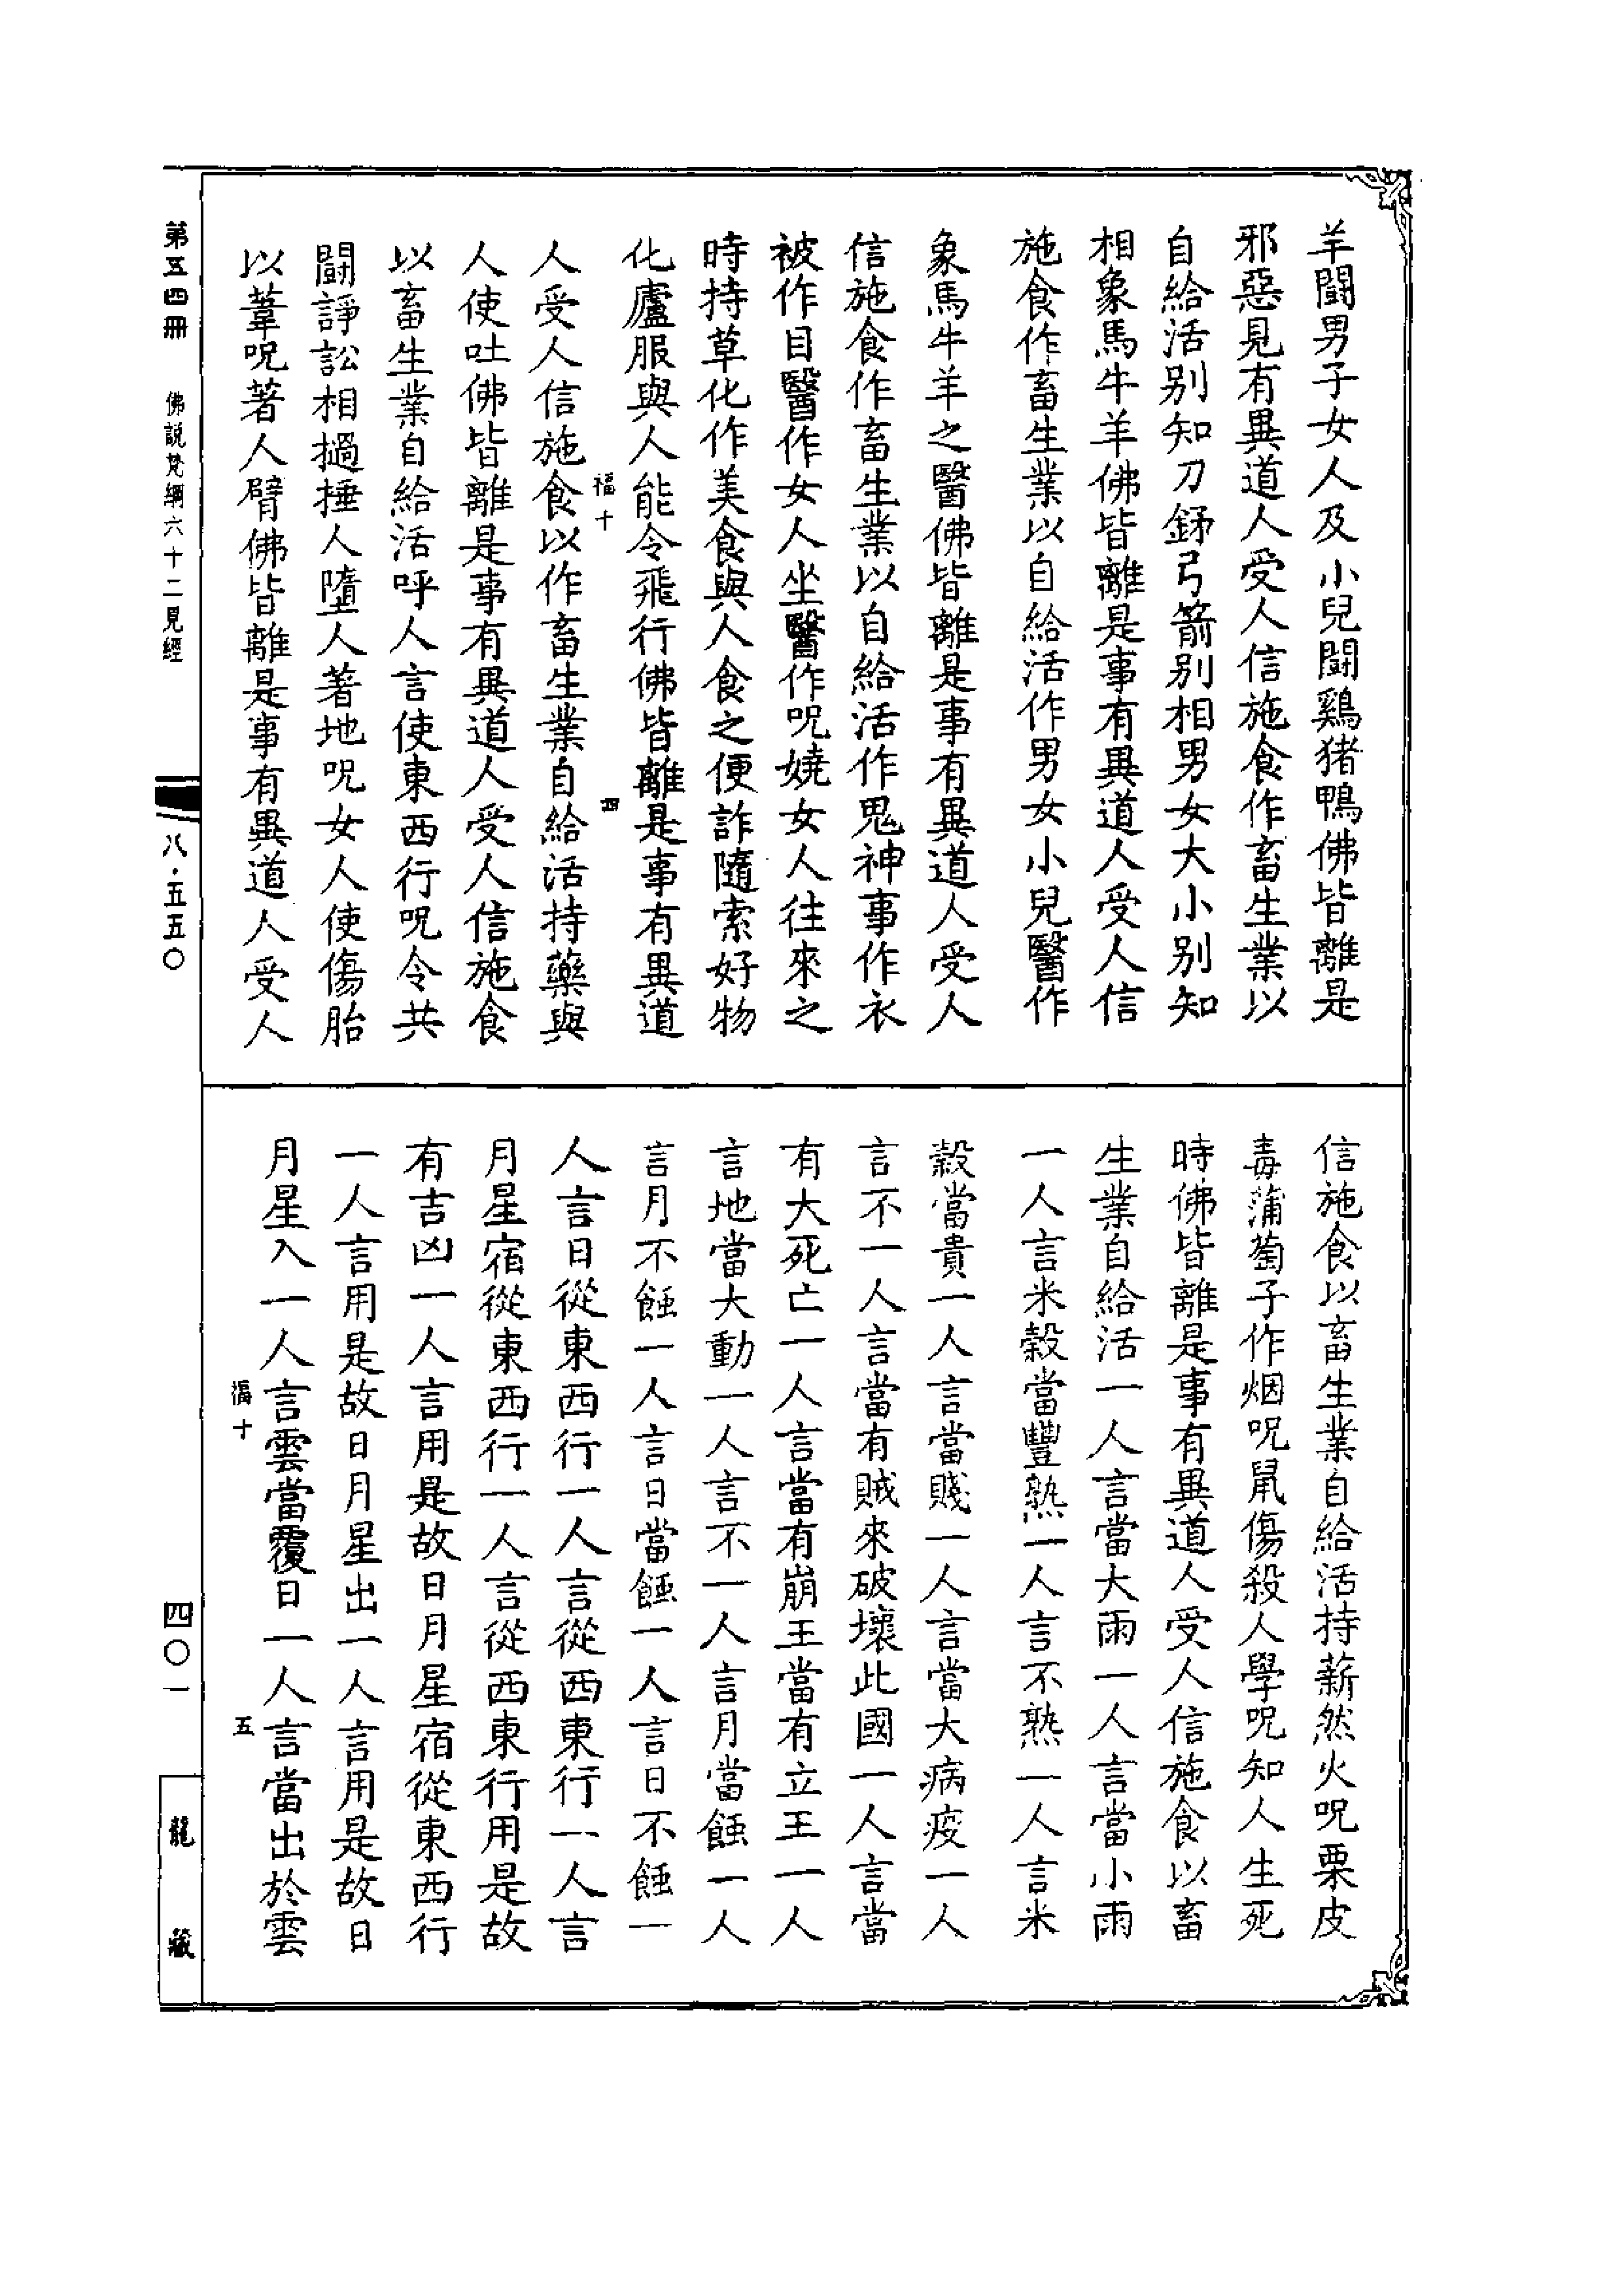 羊鬪男子女人及小兒鬪鷄猪鴨佛皆離是
邪惡見有異道人受人信施食作畜生業以
自給活别知刀鉾弓箭别相男女大小别知
相象馬牛羊佛皆離是事有異道人受人信
施食作畜生業以自給活作男女小兒醫作
象馬牛羊之醫佛皆離是事有異道人受人
信施食作畜生業以自給活作鬼神事作衣
被作目醫作女人坐醫作呪嬈女人往來之
時持草化作美食與人食之便詐隨索好物
化廬服與人能令飛行佛皆離是事有異道
福十
四
人受人信施食以作畜生業自給活持藥與
人使吐佛皆離是事有異道人受人信施食
以畜生業自給活呼人言使東西行呪令共
鬪諍訟相撾捶人墮人著地呪女人使傷胎
以葦呪著人臂佛皆離是事有異道人受人
信施食以畜生業自給活持薪然火呪栗皮
毒蒲萄子作烟呪鼠傷殺人學呪知人生死
時佛皆離是事有異道人受人信施食以畜
生業自給活一人言當大雨一人言當小雨
一人言米穀當豐熟一人言不熟一人言米
穀當貴一人言當賤一人言當大病疫一人
言不一人言當有賊來破壞此國一人言當
有大死亡一人言當有崩王當有立王一人
言地當大動一人言不一人言月當蝕一人
言月不蝕一人言日當蝕一人言日不蝕一
人言日從東西行一人言從西東行一人言
月星宿從東西行一人言從西東行用是故
有吉凶一人言用是故日月星宿從東西行
一人言用是故日月星出一人言用是故日
月星入一人言雲當覆日一人言當出於雲
福十
五
第五四冊
佛說梵網六十二見經
八·五五〇
四〇一
龍藏